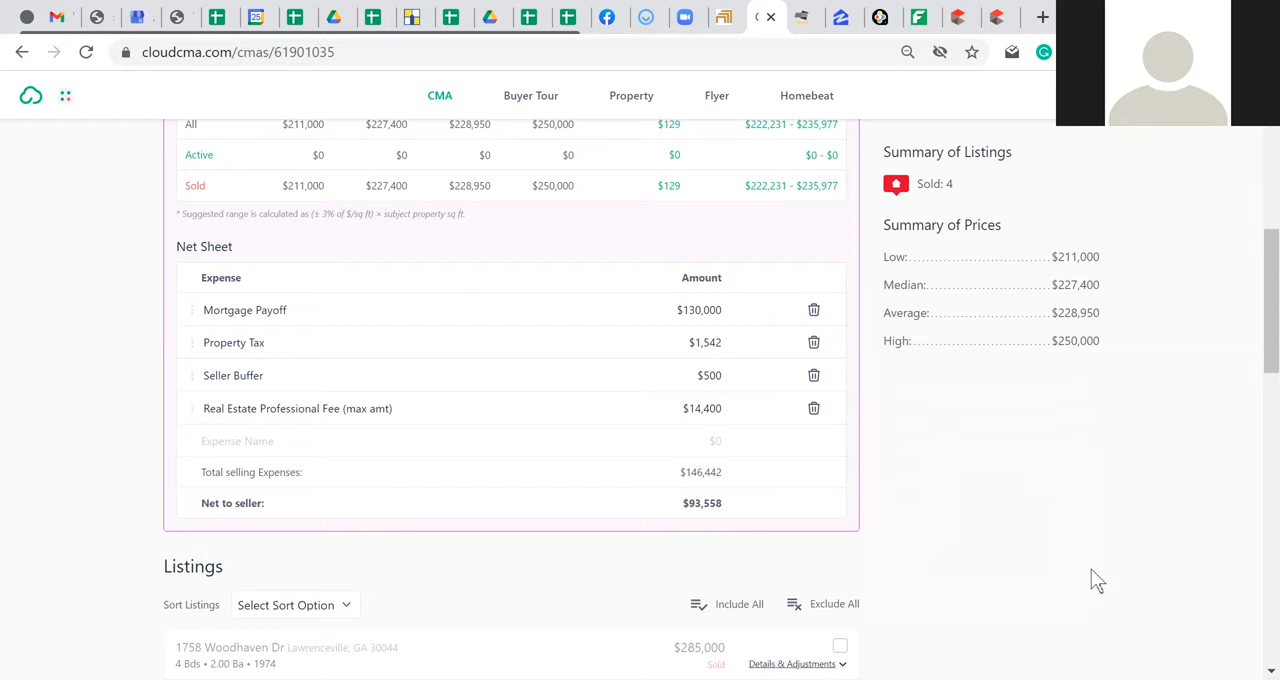 cloudcma.com/cmas/61901035
CMA Buyer Tour Property Flyer Homebeat
All $211,000 $227,400 $228,950 $250,000 $129 $222,231 - $235,977
Active $0 $0 $0 $0 $0 $0 - $0
Sold $211,000 $227,400 $228,950 $250,000 $129 $222,231 - $235,977
* Suggested range is calculated as (± 3% of $/sq ft) × subject property sq ft.
Net Sheet
Expense Amount
Mortgage Payoff $130,000
Property Tax $1,542
Seller Buffer $500
Real Estate Professional Fee (max amt) $14,400
Expense Name $0
Total selling Expenses: $146,442
Net to seller: $93,558
Listings
Sort Listings Select Sort Option Include All Exclude All
1758 Woodhaven Dr Lawrenceville, GA 30044 $285,000
4 Bds • 2.00 Ba • 1974 Sold Details & Adjustments
Summary of Listings
Sold: 4
Summary of Prices
Low: $211,000
Median: $227,400
Average: $228,950
High: $250,000